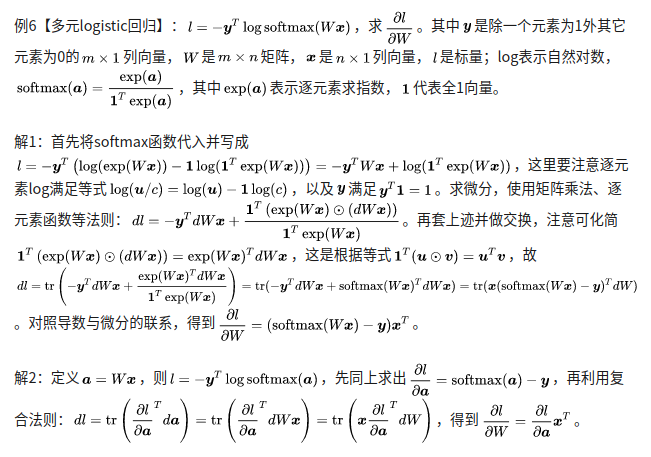 例6【多元logistic回归】：$l = -\boldsymbol{y}^T \log \text{softmax}(W\boldsymbol{x})$，求 $\frac{\partial l}{\partial W}$。其中 $\boldsymbol{y}$ 是除一个元素为1外其它
元素为0的 $m \times 1$ 列向量，$W$ 是 $m \times n$ 矩阵，$\boldsymbol{x}$ 是 $n \times 1$ 列向量，$l$ 是标量；log表示自然对数，
$\text{softmax}(\boldsymbol{a}) = \frac{\exp(\boldsymbol{a})}{\boldsymbol{1}^T \exp(\boldsymbol{a})}$，其中 $\exp(\boldsymbol{a})$ 表示逐元素求指数，$\boldsymbol{1}$ 代表全1向量。
解1：首先将softmax函数代入并写成
$l = -\boldsymbol{y}^T \left(\log(\exp(W\boldsymbol{x})) - \boldsymbol{1}\log(\boldsymbol{1}^T \exp(W\boldsymbol{x}))\right) = -\boldsymbol{y}^T W\boldsymbol{x} + \log(\boldsymbol{1}^T \exp(W\boldsymbol{x}))$，这里要注意逐元
素log满足等式 $\log(\boldsymbol{u}/c) = \log(\boldsymbol{u}) - \boldsymbol{1}\log(c)$，以及 $\boldsymbol{y}$ 满足 $\boldsymbol{y}^T\boldsymbol{1} = 1$。求微分，使用矩阵乘法、逐
元素函数等法则：$dl = -\boldsymbol{y}^T dW\boldsymbol{x} + \frac{\boldsymbol{1}^T (\exp(W\boldsymbol{x}) \odot (dW\boldsymbol{x}))}{\boldsymbol{1}^T \exp(W\boldsymbol{x})}$。再套上迹并做交换，注意可化简
$\boldsymbol{1}^T (\exp(W\boldsymbol{x}) \odot (dW\boldsymbol{x})) = \exp(W\boldsymbol{x})^T dW\boldsymbol{x}$，这是根据等式 $\boldsymbol{1}^T(\boldsymbol{u} \odot \boldsymbol{v}) = \boldsymbol{u}^T\boldsymbol{v}$，故
$dl = \text{tr}\left(-\boldsymbol{y}^T dW\boldsymbol{x} + \frac{\exp(W\boldsymbol{x})^T dW\boldsymbol{x}}{\boldsymbol{1}^T \exp(W\boldsymbol{x})}\right) = \text{tr}(-\boldsymbol{y}^T dW\boldsymbol{x} + \text{softmax}(W\boldsymbol{x})^T dW\boldsymbol{x}) = \text{tr}(\boldsymbol{x}(\text{softmax}(W\boldsymbol{x}) - \boldsymbol{y})^T dW)$
。对照导数与微分的联系，得到 $\frac{\partial l}{\partial W} = (\text{softmax}(W\boldsymbol{x}) - \boldsymbol{y})\boldsymbol{x}^T$。
解2：定义 $\boldsymbol{a} = W\boldsymbol{x}$，则 $l = -\boldsymbol{y}^T \log \text{softmax}(\boldsymbol{a})$，先同上求出 $\frac{\partial l}{\partial \boldsymbol{a}} = \text{softmax}(\boldsymbol{a}) - \boldsymbol{y}$，再利用复
合法则：$dl = \text{tr}\left(\frac{\partial l}{\partial \boldsymbol{a}}^T d\boldsymbol{a}\right) = \text{tr}\left(\frac{\partial l}{\partial \boldsymbol{a}}^T dW\boldsymbol{x}\right) = \text{tr}\left(\boldsymbol{x}\frac{\partial l}{\partial \boldsymbol{a}}^T dW\right)$，得到 $\frac{\partial l}{\partial W} = \frac{\partial l}{\partial \boldsymbol{a}}\boldsymbol{x}^T$。